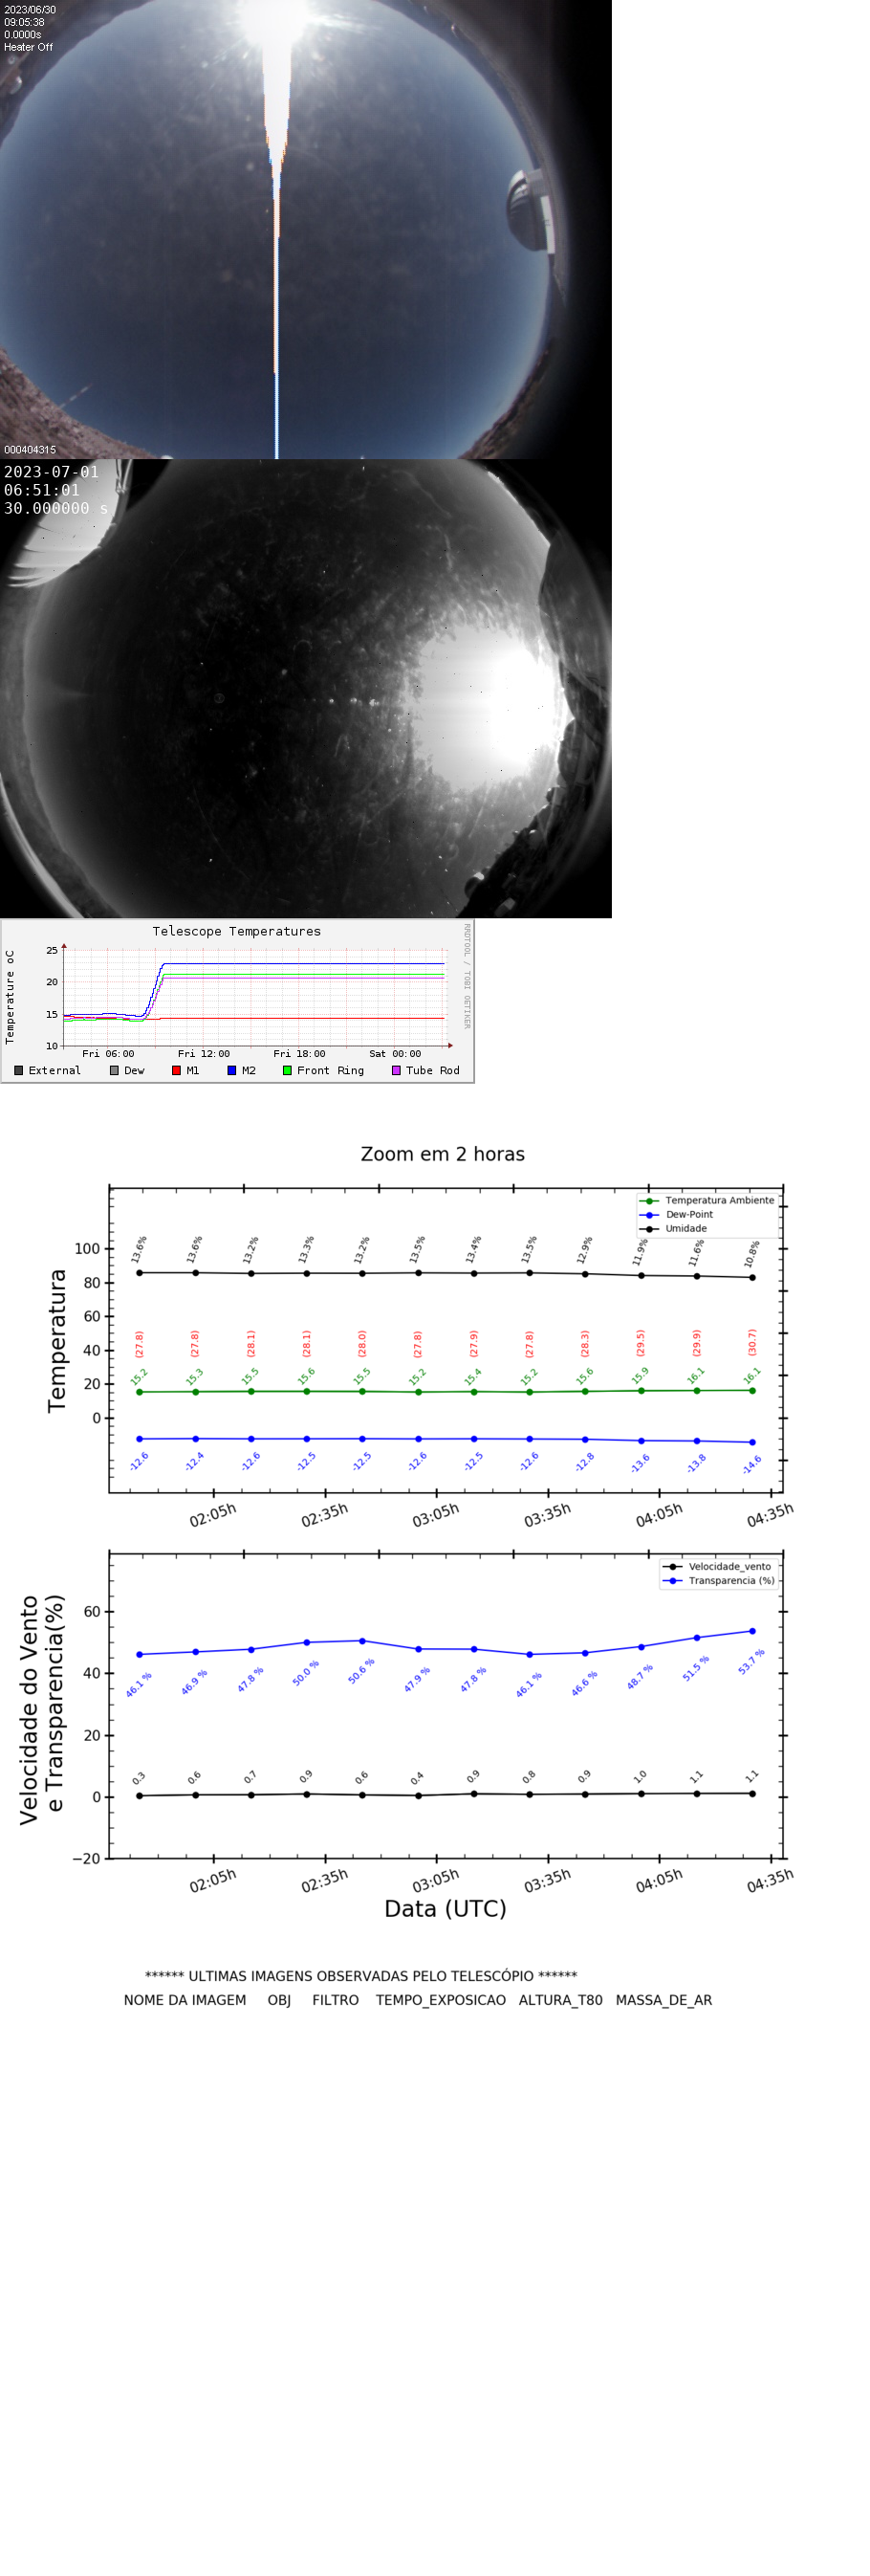 2023/06/30
09:05:38
0.0000s
Heater Off
000404315
2023-07-01
06:51:01
30.000000 s
Telescope Temperatures
RRDTOOL / TOBI OETIKER
Temperature oC
25
20
15
10
Fri 06:00 Fri 12:00 Fri 18:00 Sat 00:00
External Dew M1 M2 Front Ring Tube Rod
Zoom em 2 horas
Temperatura Ambiente
Dew-Point
Umidade
Temperatura
100
80
60
40
20
0
13.6% 13.6% 13.2% 13.3% 13.2% 13.5% 13.4% 13.5% 12.9% 11.9% 11.6% 10.8%
(27.8) (27.8) (28.1) (28.1) (28.0) (27.8) (27.9) (27.8) (28.3) (29.5) (29.9) (30.7)
15.2 15.3 15.5 15.6 15.5 15.2 15.4 15.2 15.6 15.9 16.1 16.1
-12.6 -12.4 -12.6 -12.5 -12.5 -12.6 -12.5 -12.6 -12.8 -13.6 -13.8 -14.6
02:05h 02:35h 03:05h 03:35h 04:05h 04:35h
Velocidade_vento
Transparencia (%)
Velocidade do Vento
e Transparencia(%)
60
40
20
0
−20
46.1 % 46.9 % 47.8 % 50.0 % 50.6 % 47.9 % 47.8 % 46.1 % 46.6 % 48.7 % 51.5 % 53.7 %
0.3 0.6 0.7 0.9 0.6 0.4 0.9 0.8 0.9 1.0 1.1 1.1
02:05h 02:35h 03:05h 03:35h 04:05h 04:35h
Data (UTC)
****** ULTIMAS IMAGENS OBSERVADAS PELO TELESCÓPIO ******
NOME DA IMAGEM OBJ FILTRO TEMPO_EXPOSICAO ALTURA_T80 MASSA_DE_AR